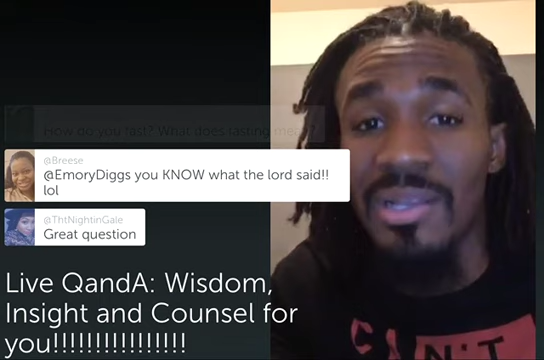 How do you fast? What does fasting mean?
@Breese
@EmoryDiggs you KNOW what the lord said!!
lol
@ThtNightinGale
Great question
Live QandA: Wisdom,
Insight and Counsel for
you!!!!!!!!!!!!!!!!
CAN'T